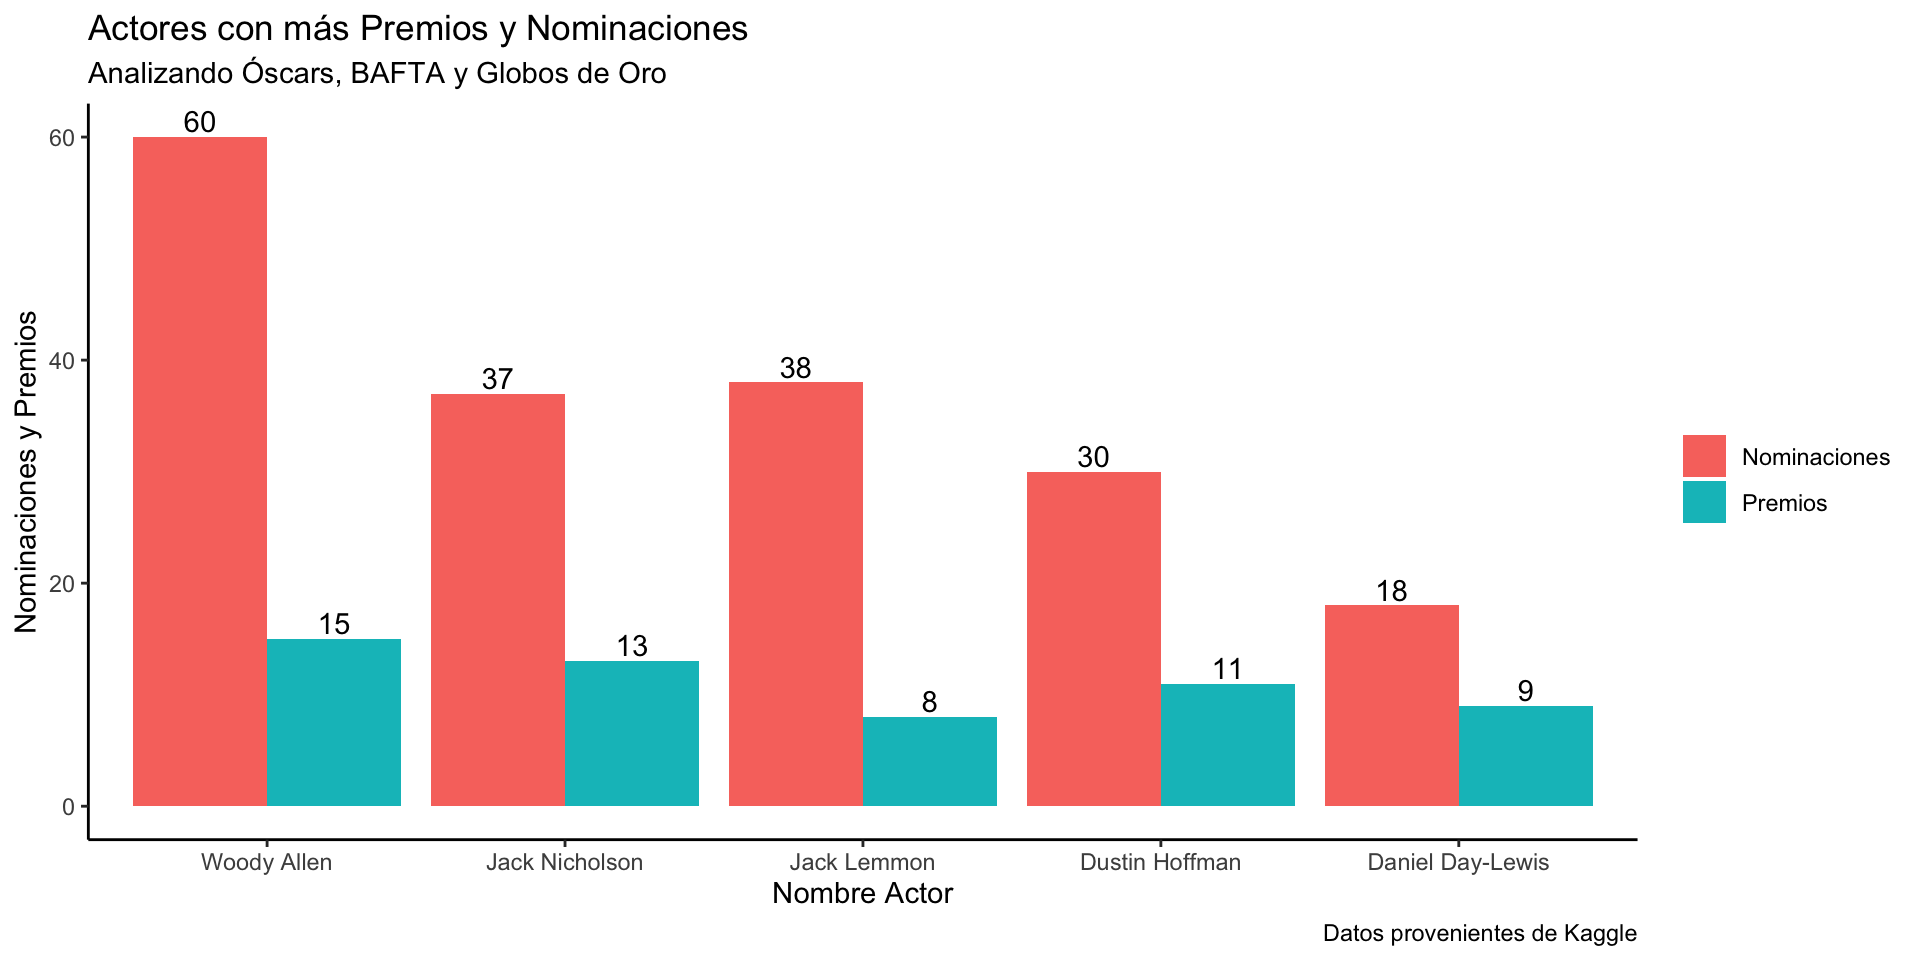 Actores con más Premios y Nominaciones
Analizando Óscars, BAFTA y Globos de Oro
Nominaciones y Premios
60
40
20
0
60
15
37
13
38
8
30
11
18
9
Woody Allen
Jack Nicholson
Jack Lemmon
Dustin Hoffman
Daniel Day-Lewis
Nombre Actor
Nominaciones
Premios
Datos provenientes de Kaggle